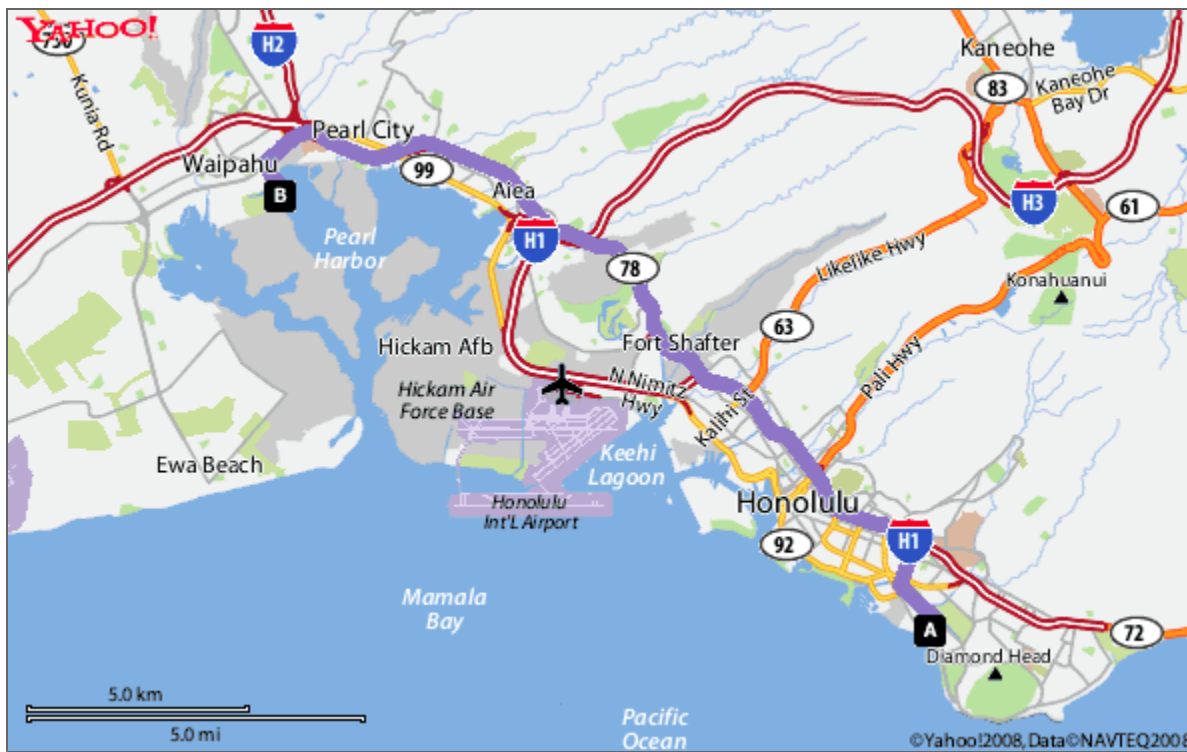 YAHOO!
750
H2
Kaneohe
83
Kaneohe
Bay Dr
Kunia Rd
Pearl City
Waipahu
99
B
Aiea
H3
61
Pearl
Harbor
H1
78
Likelike Hwy
Konahuanui
63
Hickam Afb
Fort Shafter
Pali Hwy
N Nimitz
Hwy
Hickam Air
Force Base
Kalihi St
Ewa Beach
Keehi
Lagoon
Honolulu
Int'L Airport
Honolulu
92
H1
Mamala
Bay
A
72
Diamond Head
5.0 km
5.0 mi
Pacific
Ocean
©Yahoo!2008,Data©NAVTEQ2008